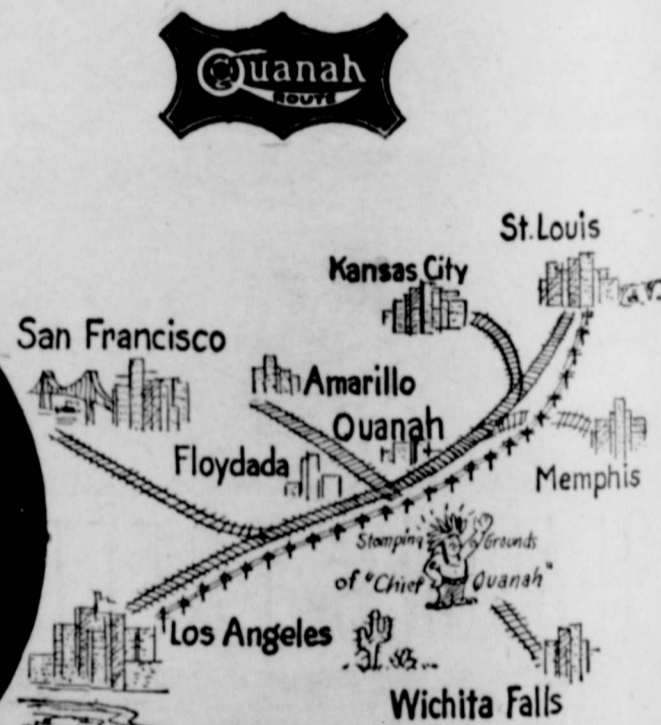 Quanah
ROUTE
St. Louis
Kansas City
San Francisco
Amarillo
Quanah
Floydada
Memphis
Stomping Grounds
of "Chief Quanah"
Los Angeles
Wichita Falls